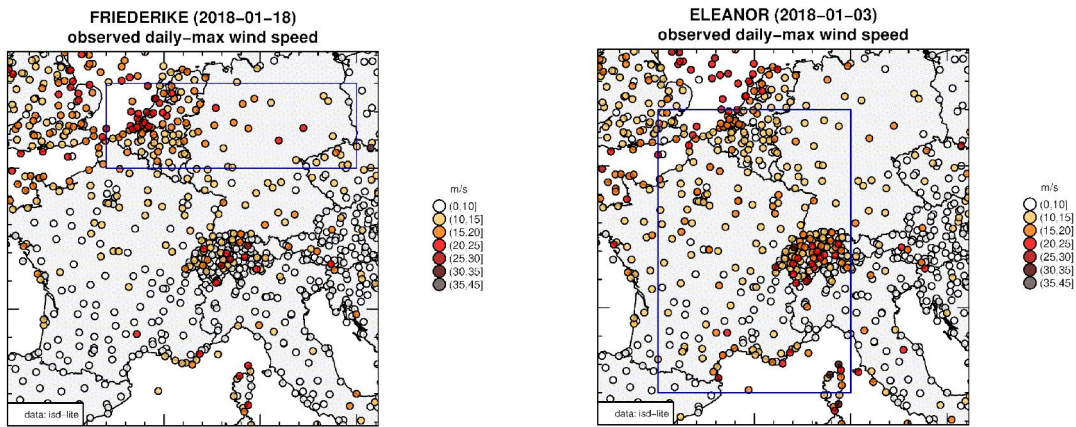 FRIEDERIKE (2018−01−18)
observed daily−max wind speed
m/s
(0,10]
(10,15]
(15,20]
(20,25]
(25,30]
(30,35]
(35,45]
data: isd−lite
ELEANOR (2018−01−03)
observed daily−max wind speed
m/s
(0,10]
(10,15]
(15,20]
(20,25]
(25,30]
(30,35]
(35,45]
data: isd−lite